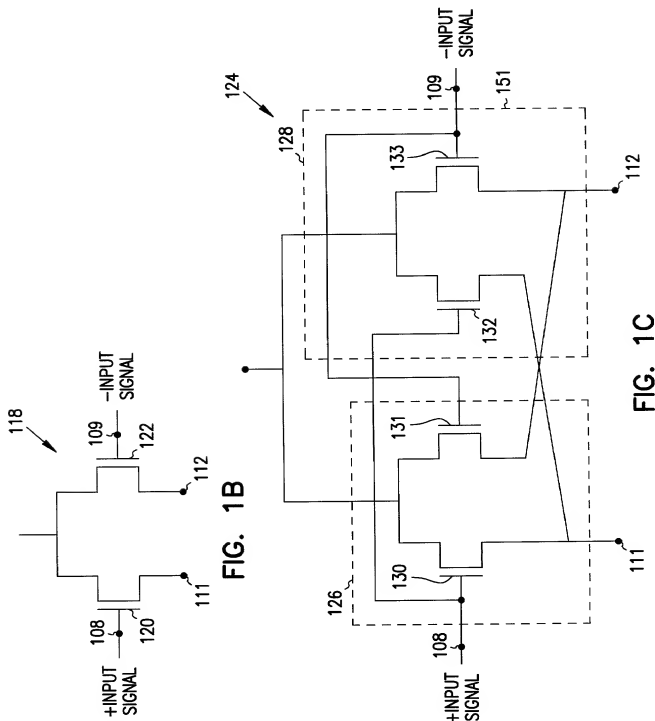 118
+INPUT
SIGNAL
108
120
109
122
-INPUT
SIGNAL
111
112
FIG. 1B
124
126
128
151
+INPUT
SIGNAL
108
130
131
132
133
109
-INPUT
SIGNAL
111
112
FIG. 1C